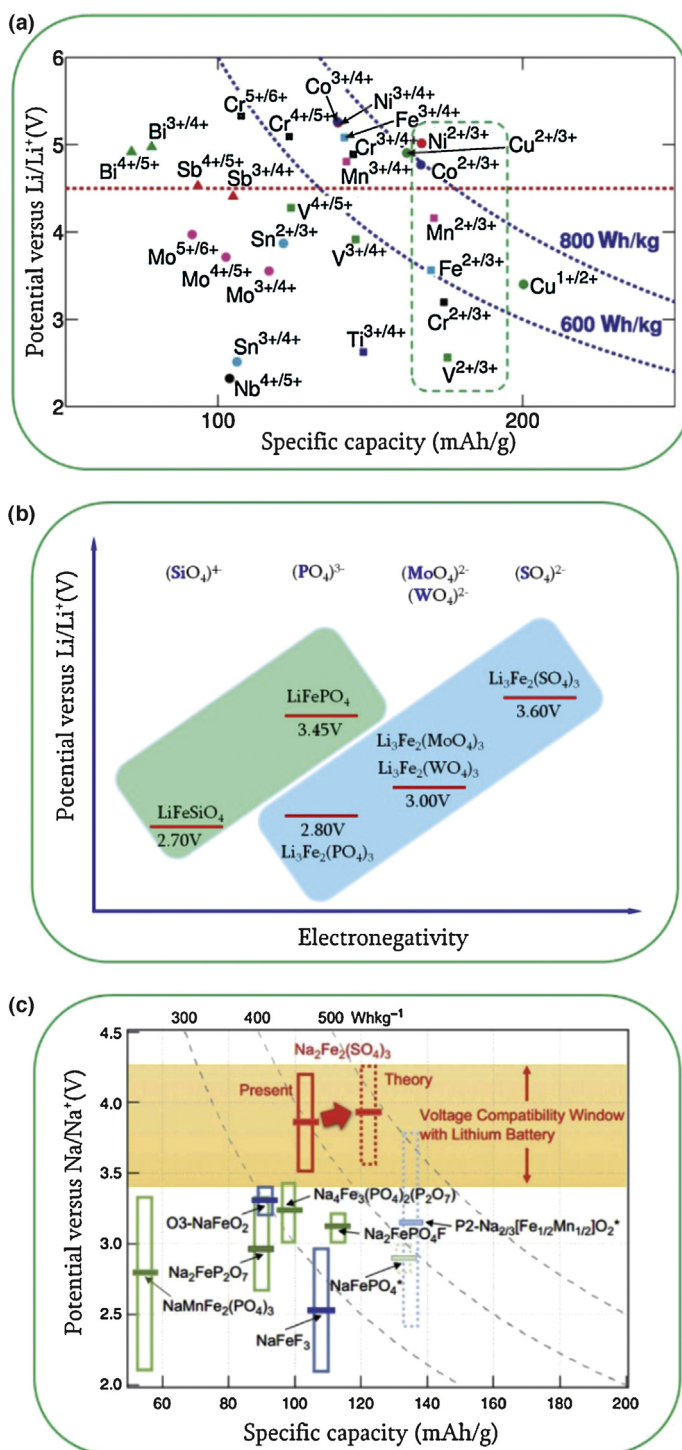 (a)
6
5
4
3
2
Potential versus Li/Li⁺(V)
Co³⁺/⁴⁺
Ni³⁺/⁴⁺
Cr⁵⁺/⁶⁺
Cr⁴⁺/⁵⁺
Fe³⁺/⁴⁺
Bi³⁺/⁴⁺
Cr³⁺/⁴⁺
Ni²⁺/³⁺
Cu²⁺/³⁺
Bi⁴⁺/⁵⁺
Sb⁴⁺/⁵⁺
Sb³⁺/⁴⁺
Mn³⁺/⁴⁺
Co²⁺/³⁺
V⁴⁺/⁵⁺
Mn²⁺/³⁺
800 Wh/kg
Mo⁵⁺/⁶⁺
Sn²⁺/³⁺
V³⁺/⁴⁺
Fe²⁺/³⁺
Mo⁴⁺/⁵⁺
Mo³⁺/⁴⁺
Cu¹⁺/²⁺
600 Wh/kg
Cr²⁺/³⁺
Sn³⁺/⁴⁺
Ti³⁺/⁴⁺
Nb⁴⁺/⁵⁺
V²⁺/³⁺
100
200
Specific capacity (mAh/g)
(b)
Potential versus Li/Li⁺(V)
(SiO₄)⁴⁻
(PO₄)³⁻
(MoO₄)²⁻
(WO₄)²⁻
(SO₄)²⁻
LiFePO₄
3.45V
Li₃Fe₂(SO₄)₃
3.60V
Li₃Fe₂(MoO₄)₃
Li₃Fe₂(WO₄)₃
3.00V
LiFeSiO₄
2.70V
2.80V
Li₃Fe₂(PO₄)₃
Electronegativity
(c)
300
400
500 Whkg⁻¹
4.5
4.0
3.5
3.0
2.5
2.0
Potential versus Na/Na⁺(V)
Na₂Fe₂(SO₄)₃
Present
Theory
Voltage Compatibility Window
with Lithium Battery
Na₄Fe₃(PO₄)₂(P₂O₇)
O3-NaFeO₂
Na₂FePO₄F
P2-Na₂/₃[Fe₁/₂Mn₁/₂]O₂*
Na₂FeP₂O₇
NaFePO₄*
NaMnFe₂(PO₄)₃
NaFeF₃
60
80
100
120
140
160
180
200
Specific capacity (mAh/g)